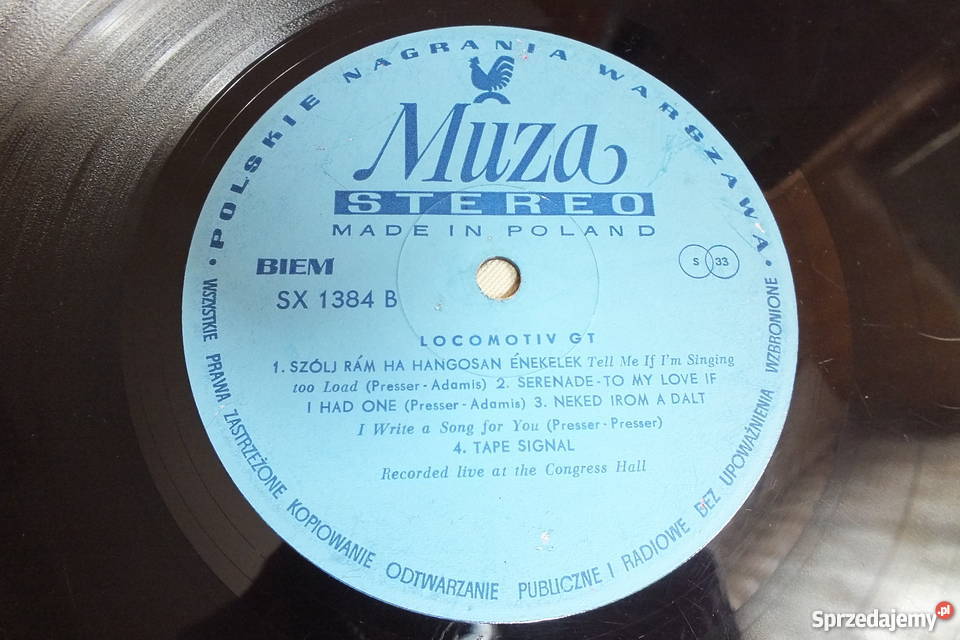 • POLSKIE NAGRANIA WARSZAWA •
Muza
STEREO
MADE IN POLAND
BIEM
S 33
SX 1384 B
LOCOMOTIV GT
1. SZÓLJ RÁM HA HANGOSAN ÉNEKELEK Tell Me If I'm Singing
too Load (Presser - Adamis) 2. SERENADE - TO MY LOVE IF
I HAD ONE (Presser - Adamis) 3. NEKED IROM A DALT
I Write a Song for You (Presser - Presser)
4. TAPE SIGNAL
Recorded live at the Congress Hall
WSZYSTKIE PRAWA ZASTRZEŻONE KOPIOWANIE ODTWARZANIE PUBLICZNE I RADIOWE BEZ UPOWAŻNIENIA WZBRONIONE
Sprzedajemy.pl